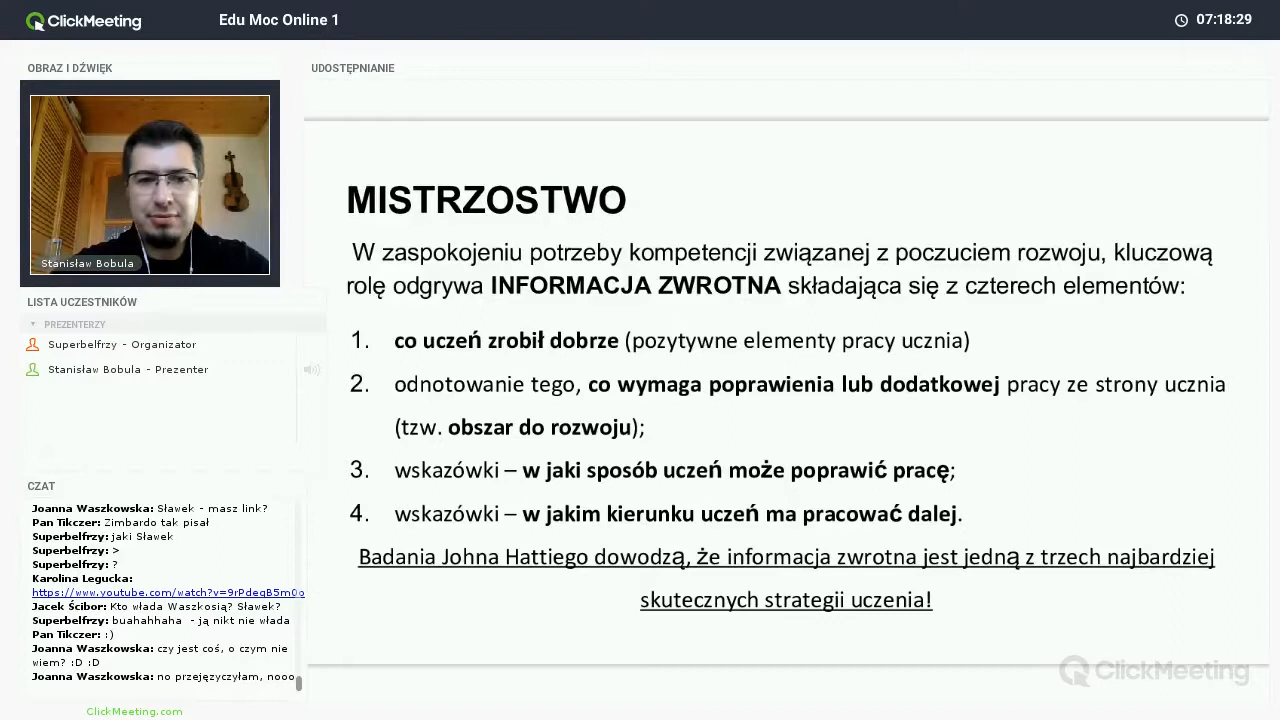 ClickMeeting
Edu Moc Online 1
07:18:29
OBRAZ I DŹWIĘK
Stanisław Bobula
LISTA UCZESTNIKÓW
PREZENTERZY
Superbelfrzy - Organizator
Stanisław Bobula - Prezenter
CZAT
Joanna Waszkowska: Sławek - masz link?
Pan Tikczer: Zimbardo tak pisał
Superbelfrzy: jaki Sławek
Superbelfrzy: >
Superbelfrzy: ?
Karolina Legucka:
https://www.youtube.com/watch?v=9rPdeqB5m0o
Jacek Ścibor: Kto włada Waszkosią? Sławek?
Superbelfrzy: buahahhaha - ją nikt nie włada
Pan Tikczer: :)
Joanna Waszkowska: czy jest coś, o czym nie
wiem? :D :D
Joanna Waszkowska: no przejęzyczyłam, nooo
ClickMeeting.com
UDOSTĘPNIANIE
MISTRZOSTWO
W zaspokojeniu potrzeby kompetencji związanej z poczuciem rozwoju, kluczową
rolę odgrywa INFORMACJA ZWROTNA składająca się z czterech elementów:
1. co uczeń zrobił dobrze (pozytywne elementy pracy ucznia)
2. odnotowanie tego, co wymaga poprawienia lub dodatkowej pracy ze strony ucznia
(tzw. obszar do rozwoju);
3. wskazówki – w jaki sposób uczeń może poprawić pracę;
4. wskazówki – w jakim kierunku uczeń ma pracować dalej.
Badania Johna Hattiego dowodzą, że informacja zwrotna jest jedną z trzech najbardziej
skutecznych strategii uczenia!
ClickMeeting